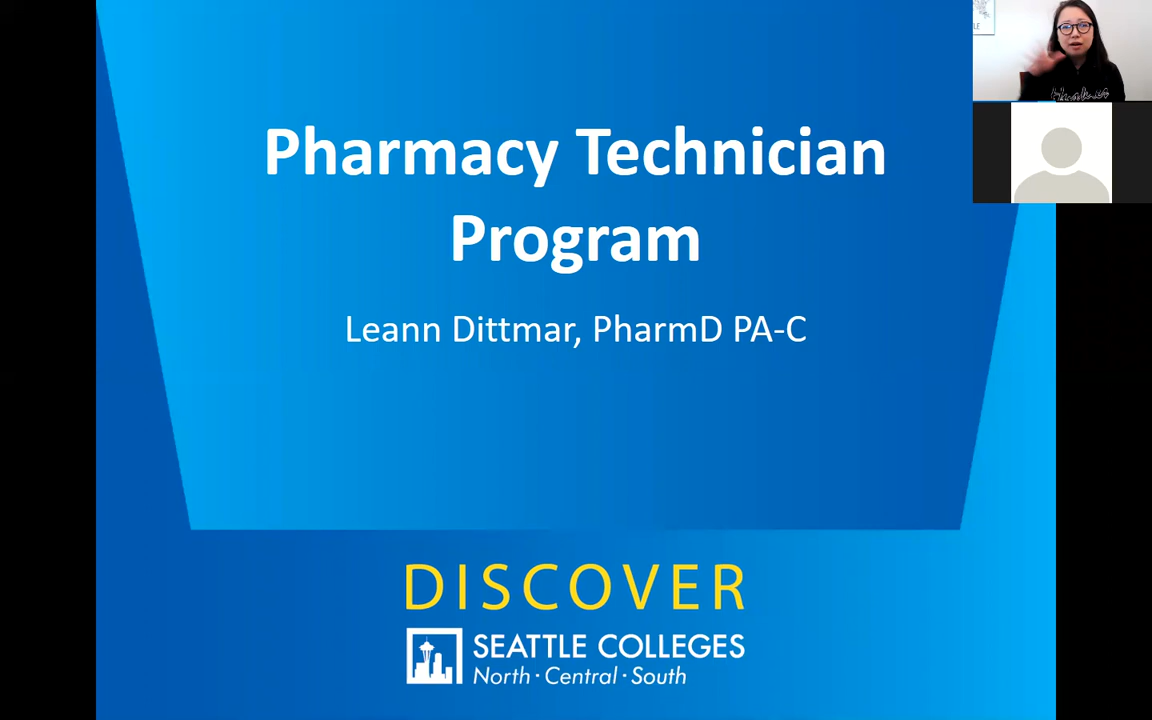 Pharmacy Technician
Program
Leann Dittmar, PharmD PA-C
DISCOVER
SEATTLE COLLEGES
North · Central · South